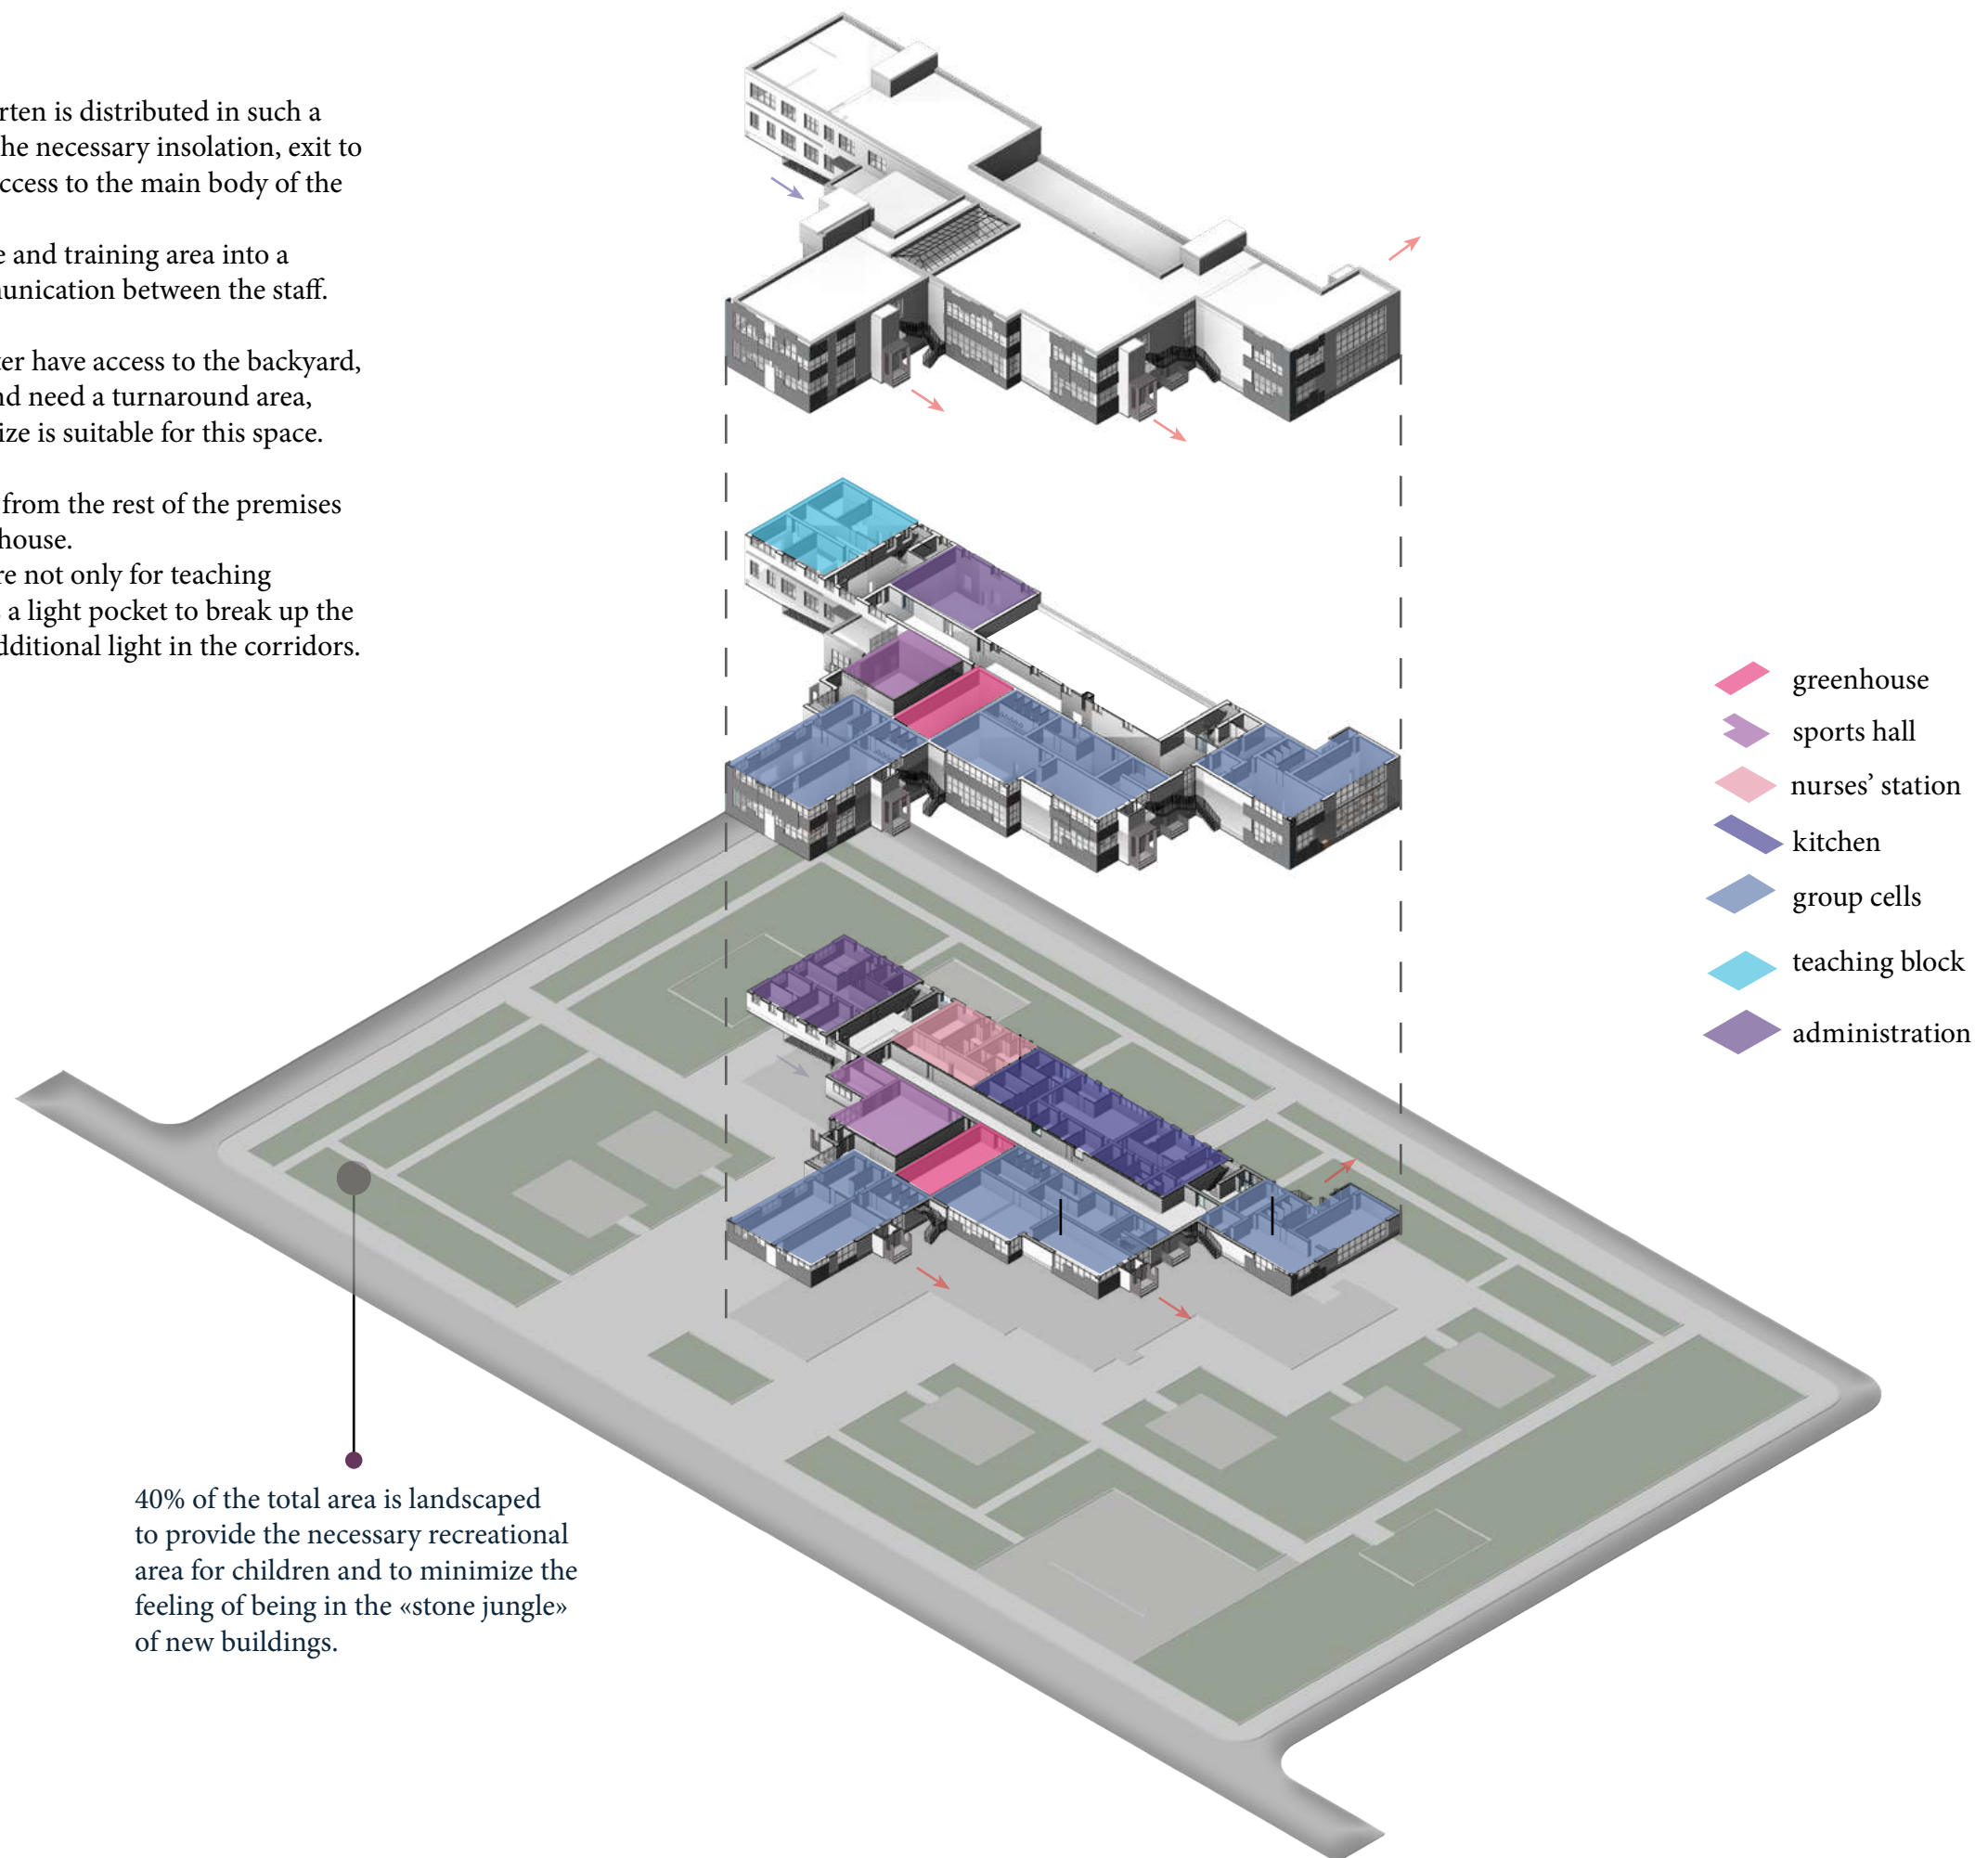 rten is distributed in such a
he necessary insolation, exit to
ccess to the main body of the
e and training area into a
nunication between the staff.
ter have access to the backyard,
nd need a turnaround area,
ize is suitable for this space.
from the rest of the premises
house.
re not only for teaching
a light pocket to break up the
dditional light in the corridors.
greenhouse
sports hall
nurses’ station
kitchen
group cells
teaching block
administration
40% of the total area is landscaped
to provide the necessary recreational
area for children and to minimize the
feeling of being in the «stone jungle»
of new buildings.